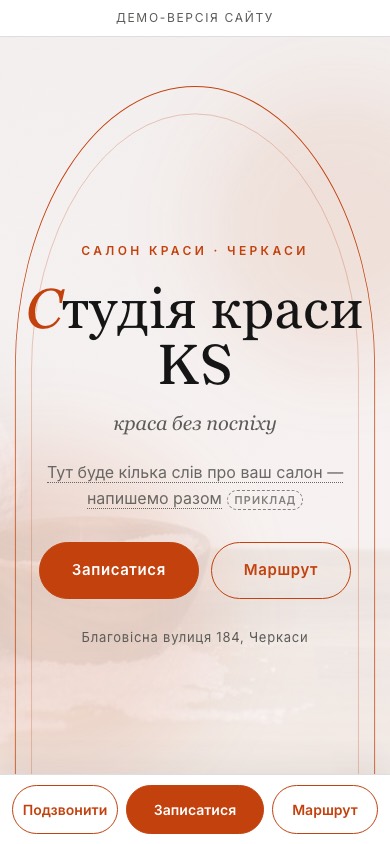 ДЕМО-ВЕРСІЯ САЙТУ
САЛОН КРАСИ · ЧЕРКАСИ
Студія краси
KS
краса без поспіху
Тут буде кілька слів про ваш салон —
напишемо разом ПРИКЛАД
Записатися Маршрут
Благовісна вулиця 184, Черкаси
Подзвонити Записатися Маршрут